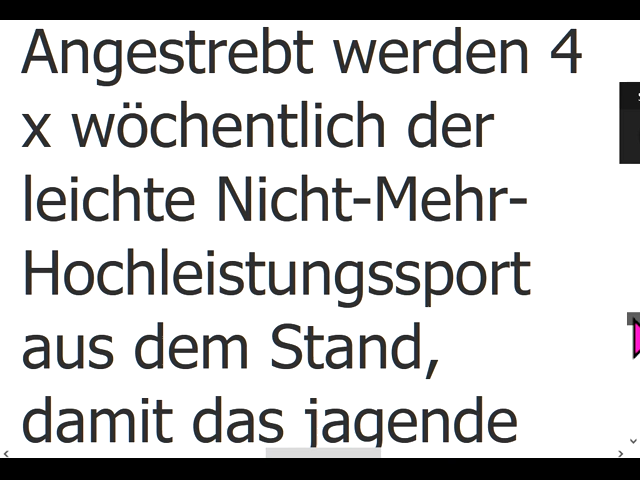 Angestrebt werden 4
x wöchentlich der
leichte Nicht-Mehr-
Hochleistungssport
aus dem Stand,
damit das jagende